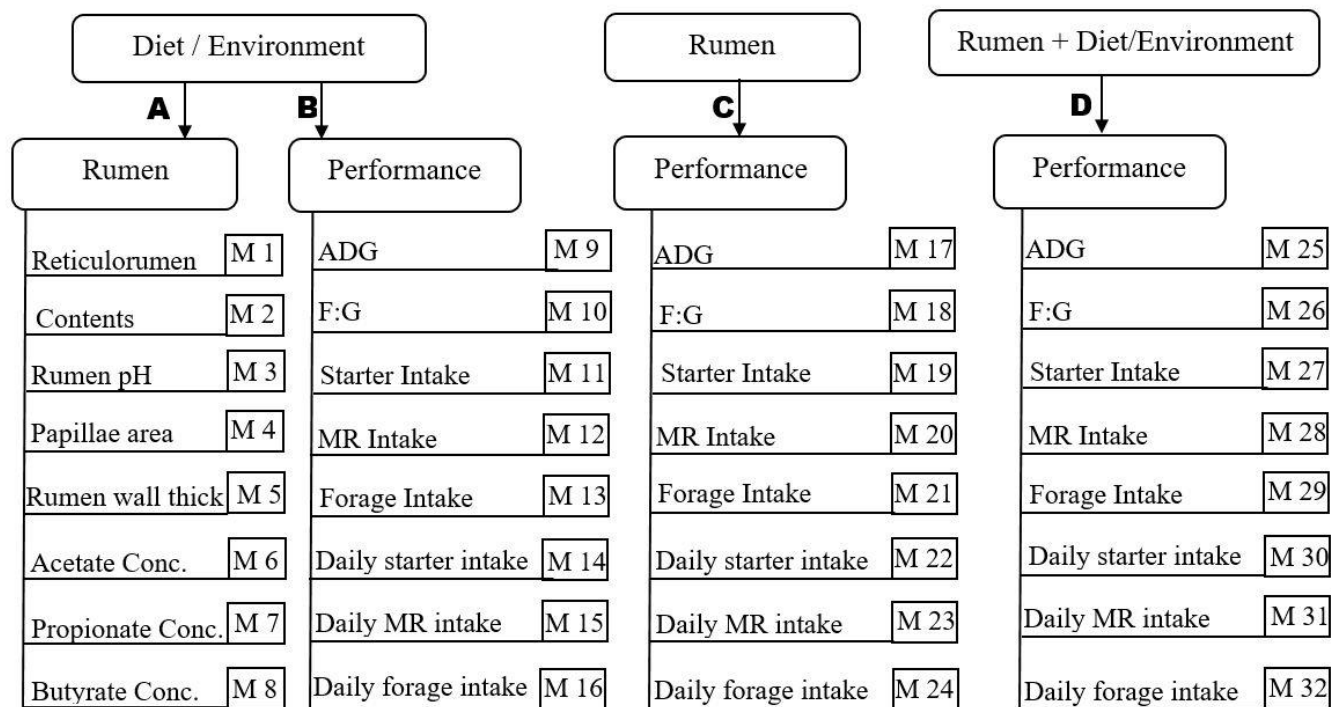 Diet / Environment
Rumen
Rumen + Diet/Environment
A
B
C
D
Rumen
Performance
Performance
Performance
Reticulorumen M 1
Contents M 2
Rumen pH M 3
Papillae area M 4
Rumen wall thick M 5
Acetate Conc. M 6
Propionate Conc. M 7
Butyrate Conc. M 8
ADG M 9
F:G M 10
Starter Intake M 11
MR Intake M 12
Forage Intake M 13
Daily starter intake M 14
Daily MR intake M 15
Daily forage intake M 16
ADG M 17
F:G M 18
Starter Intake M 19
MR Intake M 20
Forage Intake M 21
Daily starter intake M 22
Daily MR intake M 23
Daily forage intake M 24
ADG M 25
F:G M 26
Starter Intake M 27
MR Intake M 28
Forage Intake M 29
Daily starter intake M 30
Daily MR intake M 31
Daily forage intake M 32